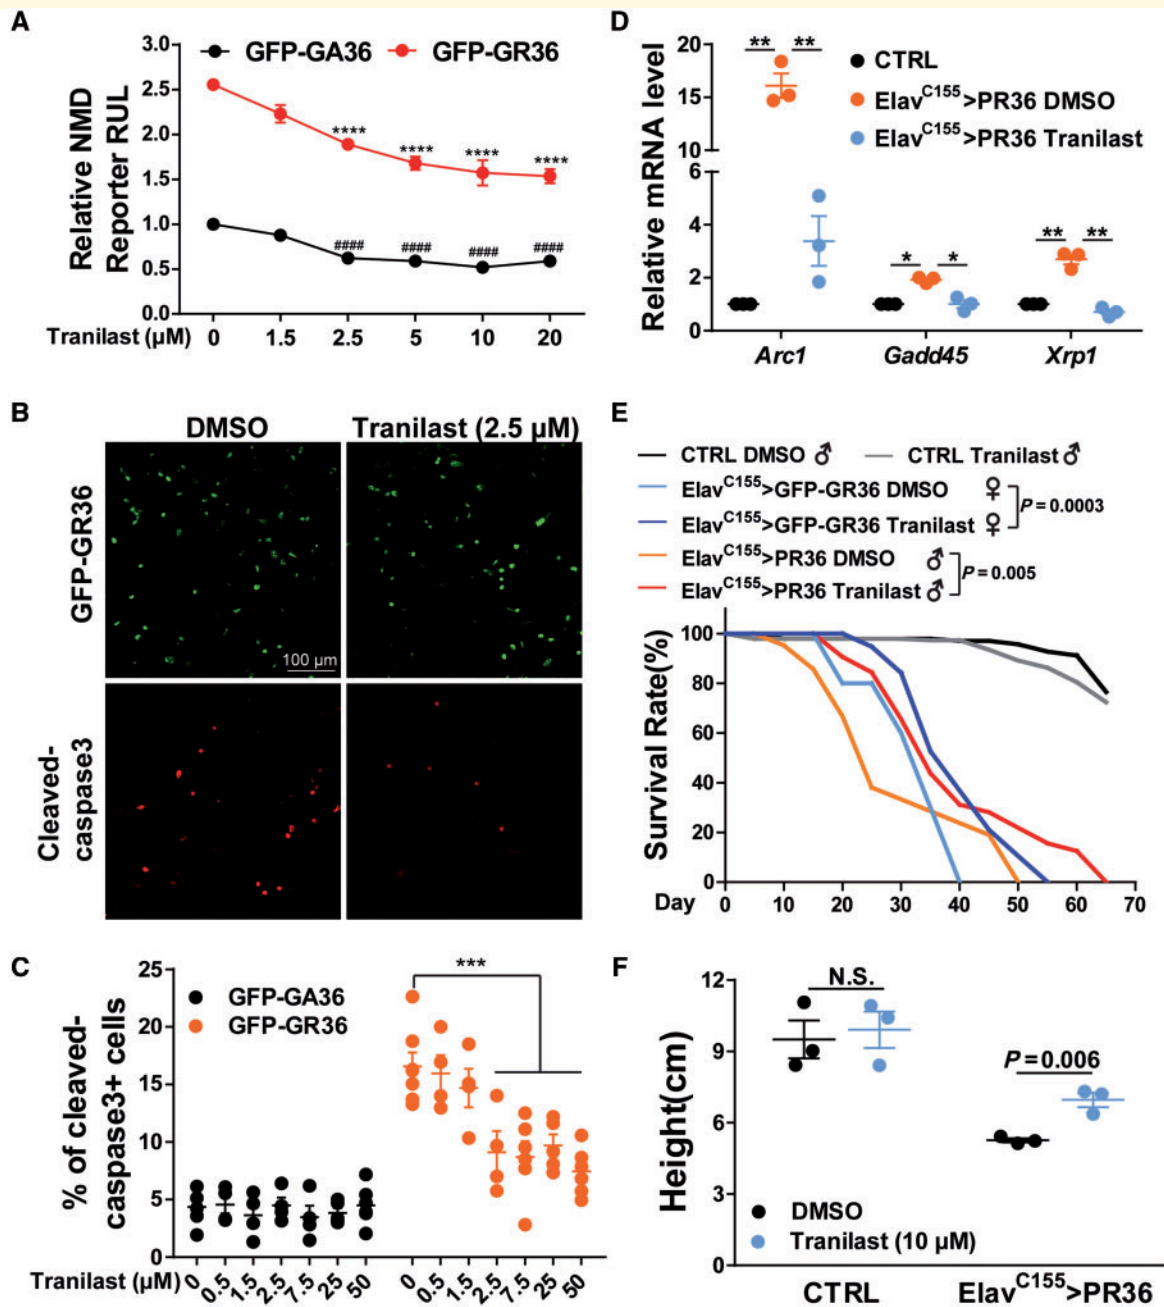 A
3.0
2.5
2.0
1.5
1.0
0.5
0.0
Relative NMD
Reporter RUL
GFP-GA36
GFP-GR36
****
****
****
****
####
####
####
####
Tranilast (µM)
0 1.5 2.5 5 10 20
B
DMSO
Tranilast (2.5 µM)
GFP-GR36
100 µm
Cleaved-
caspase3
C
25
20
15
10
5
0
% of cleaved-
caspase3+ cells
GFP-GA36
GFP-GR36
***
Tranilast (µM)
0 0.5 1.5 2.5 7.5 25 50 0 0.5 1.5 2.5 7.5 25 50
D
20
15
10
6
4
2
0
Relative mRNA level
** **
* *
** **
CTRL
ElavC155>PR36 DMSO
ElavC155>PR36 Tranilast
Arc1 Gadd45 Xrp1
E
CTRL DMSO ♂ CTRL Tranilast ♂
ElavC155>GFP-GR36 DMSO ♀
P = 0.0003
ElavC155>GFP-GR36 Tranilast ♀
ElavC155>PR36 DMSO ♂
P = 0.005
ElavC155>PR36 Tranilast ♂
100
80
60
40
20
0
Survival Rate(%)
Day 0 10 20 30 40 50 60 70
F
12
9
6
3
0
Height(cm)
N.S.
P = 0.006
DMSO
Tranilast (10 µM)
CTRL ElavC155>PR36